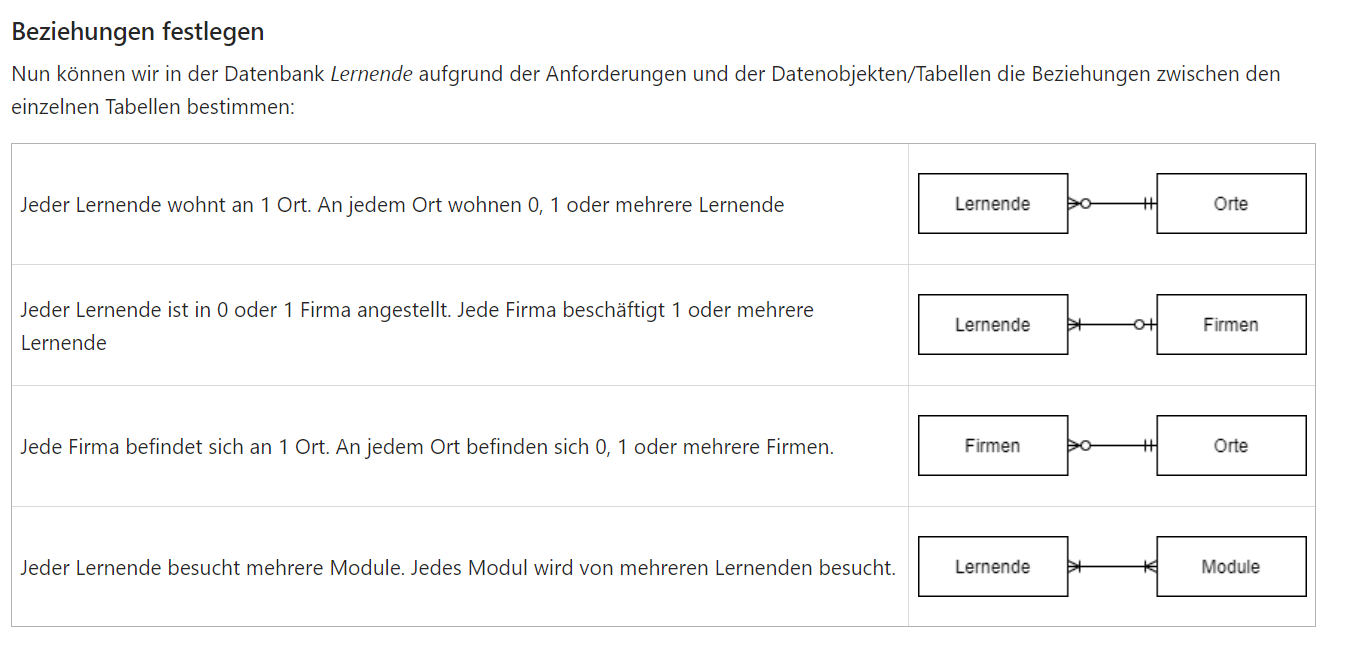 Beziehungen festlegen
Nun können wir in der Datenbank Lernende aufgrund der Anforderungen und der Datenobjekten/Tabellen die Beziehungen zwischen den
einzelnen Tabellen bestimmen:
Jeder Lernende wohnt an 1 Ort. An jedem Ort wohnen 0, 1 oder mehrere Lernende
Lernende
Orte
Jeder Lernende ist in 0 oder 1 Firma angestellt. Jede Firma beschäftigt 1 oder mehrere
Lernende
Lernende
Firmen
Jede Firma befindet sich an 1 Ort. An jedem Ort befinden sich 0, 1 oder mehrere Firmen.
Firmen
Orte
Jeder Lernende besucht mehrere Module. Jedes Modul wird von mehreren Lernenden besucht.
Lernende
Module